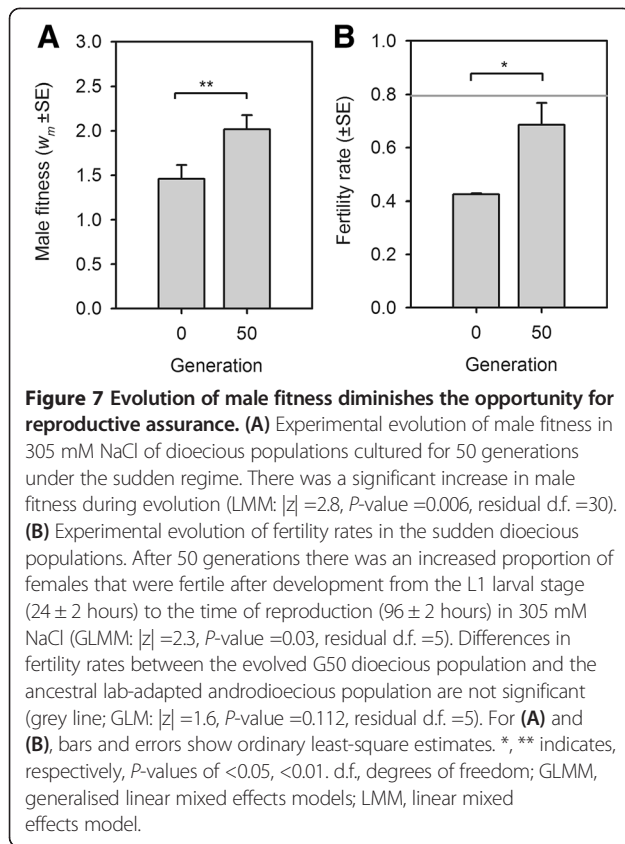 A
B
3.0
2.5
2.0
1.5
1.0
0.5
0.0
Male fitness (wm ±SE)
**
0
50
Generation
1.0
0.8
0.6
0.4
0.2
0.0
Fertility rate (±SE)
*
0
50
Generation
Figure 7 Evolution of male fitness diminishes the opportunity for
reproductive assurance. (A) Experimental evolution of male fitness in
305 mM NaCl of dioecious populations cultured for 50 generations
under the sudden regime. There was a significant increase in male
fitness during evolution (LMM: |z| =2.8, P-value =0.006, residual d.f. =30).
(B) Experimental evolution of fertility rates in the sudden dioecious
populations. After 50 generations there was an increased proportion of
females that were fertile after development from the L1 larval stage
(24 ± 2 hours) to the time of reproduction (96 ± 2 hours) in 305 mM
NaCl (GLMM: |z| =2.3, P-value =0.03, residual d.f. =5). Differences in
fertility rates between the evolved G50 dioecious population and the
ancestral lab-adapted androdioecious population are not significant
(grey line; GLM: |z| =1.6, P-value =0.112, residual d.f. =5). For (A) and
(B), bars and errors show ordinary least-square estimates. *, ** indicates,
respectively, P-values of <0.05, <0.01. d.f., degrees of freedom; GLMM,
generalised linear mixed effects models; LMM, linear mixed
effects model.